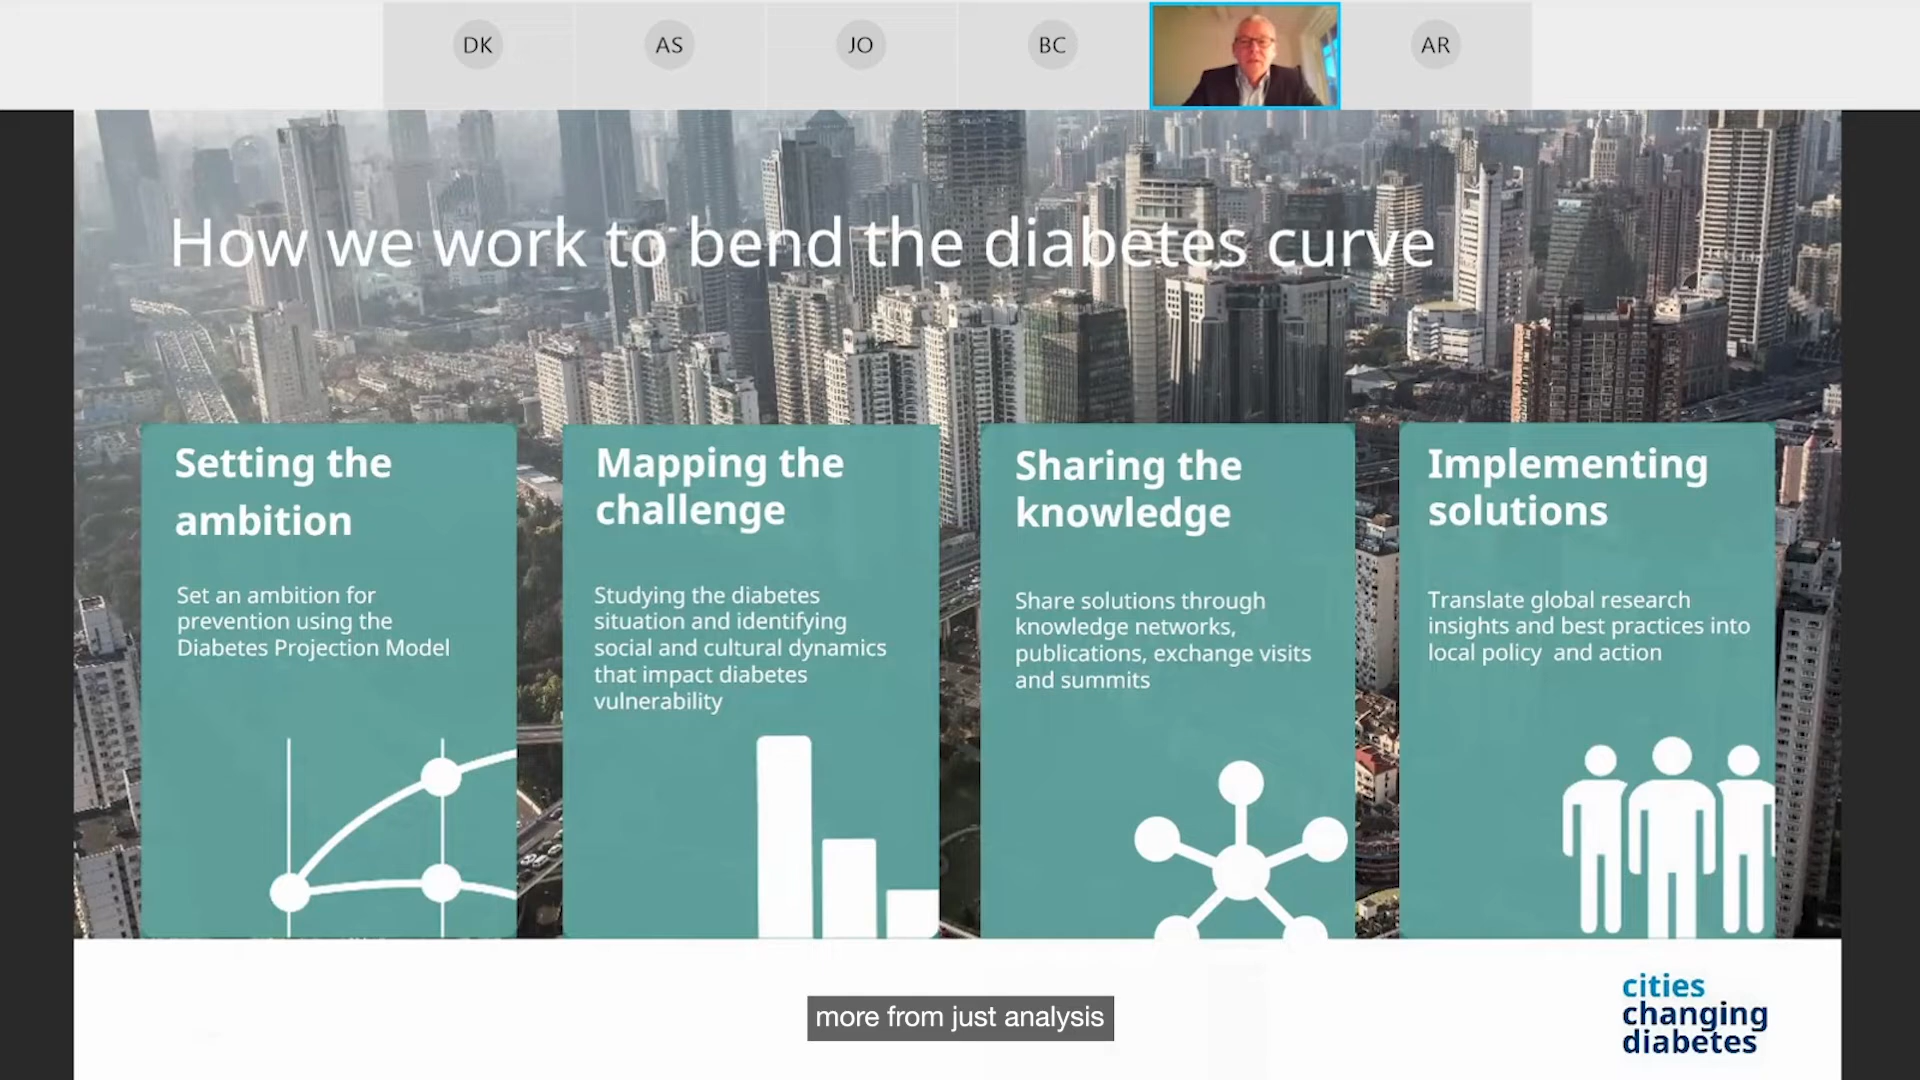 DK
AS
JO
BC
AR
How we work to bend the diabetes curve
Setting the
ambition
Set an ambition for
prevention using the
Diabetes Projection Model
Mapping the
challenge
Studying the diabetes
situation and identifying
social and cultural dynamics
that impact diabetes
vulnerability
Sharing the
knowledge
Share solutions through
knowledge networks,
publications, exchange visits
and summits
Implementing
solutions
Translate global research
insights and best practices into
local policy and action
more from just analysis
cities
changing
diabetes